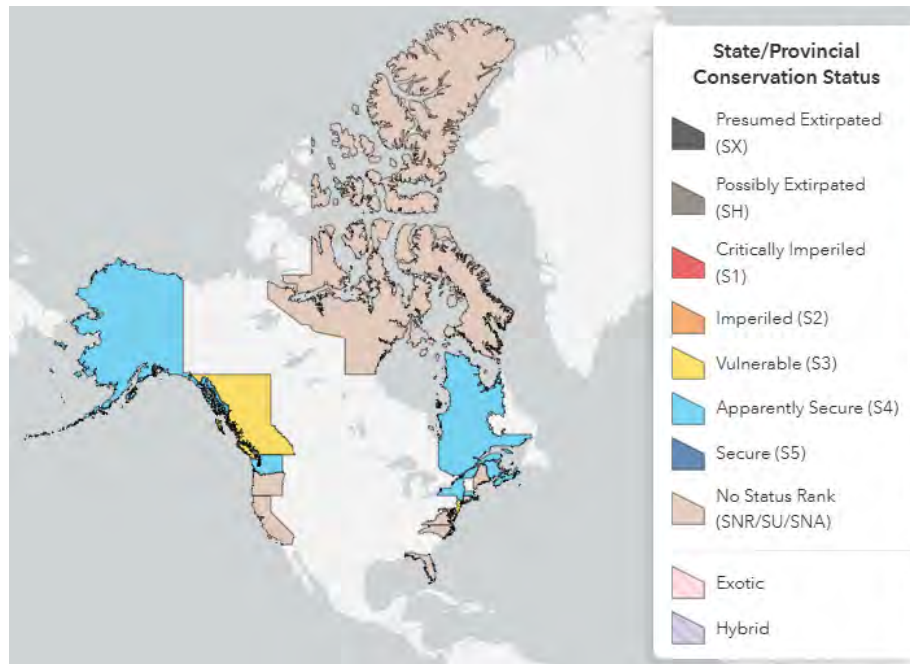 State/Provincial
Conservation Status
Presumed Extirpated
(SX)
Possibly Extirpated
(SH)
Critically Imperiled
(S1)
Imperiled (S2)
Vulnerable (S3)
Apparently Secure (S4)
Secure (S5)
No Status Rank
(SNR/SU/SNA)
Exotic
Hybrid